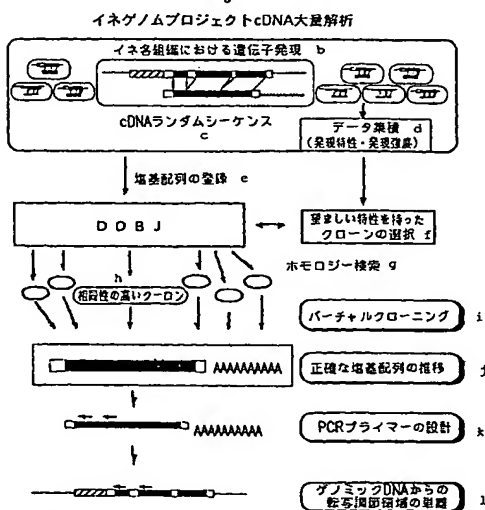 イネゲノムプロジェクトcDNA大量解析
イネ各組織における遺伝子発現 b
cDNAランダムシーケンス
c
データ集積 d
(発現特性・発現強度)
塩基配列の登録 e
DDBJ
望ましい特性を持った
クローンの選択 f
ホモロジー検索 g
h
相同性の高いクーロン
バーチャルクローニング i
正確な塩基配列の推移 j
AAAAAAAAA
PCRプライマーの設計 k
AAAAAAAAA
ゲノミックDNAからの
転写調節領域の単離 l